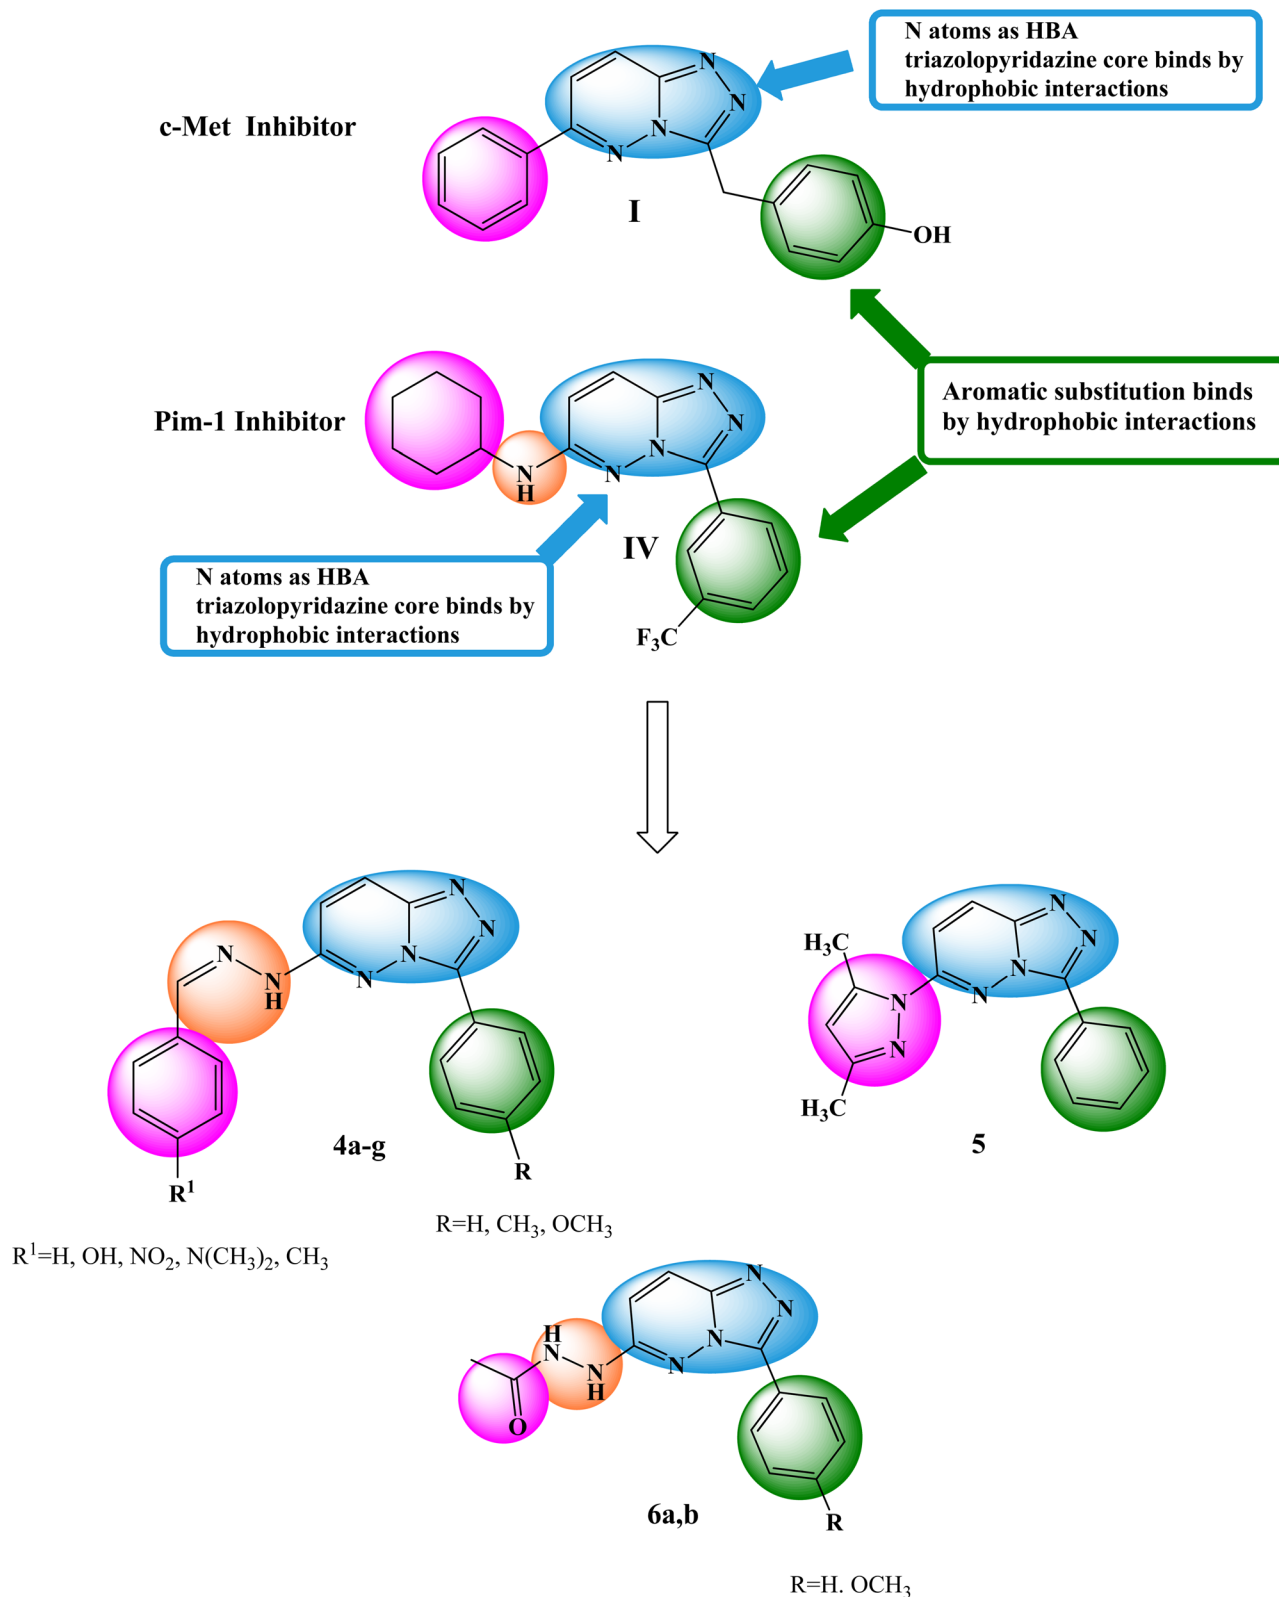 N atoms as HBA
triazolopyridazine core binds by
hydrophobic interactions
c-Met Inhibitor
N
N
N
N
I
OH
Aromatic substitution binds
by hydrophobic interactions
Pim-1 Inhibitor
N
N
N
N
N
H
IV
F₃C
N atoms as HBA
triazolopyridazine core binds by
hydrophobic interactions
N
N
N
N
N
N
H
4a-g
R
R¹
R=H, CH₃, OCH₃
R¹=H, OH, NO₂, N(CH₃)₂, CH₃
H₃C
N
N
N
N
N
N
H₃C
5
H
N
N
H
O
N
N
N
N
6a,b
R
R=H. OCH₃